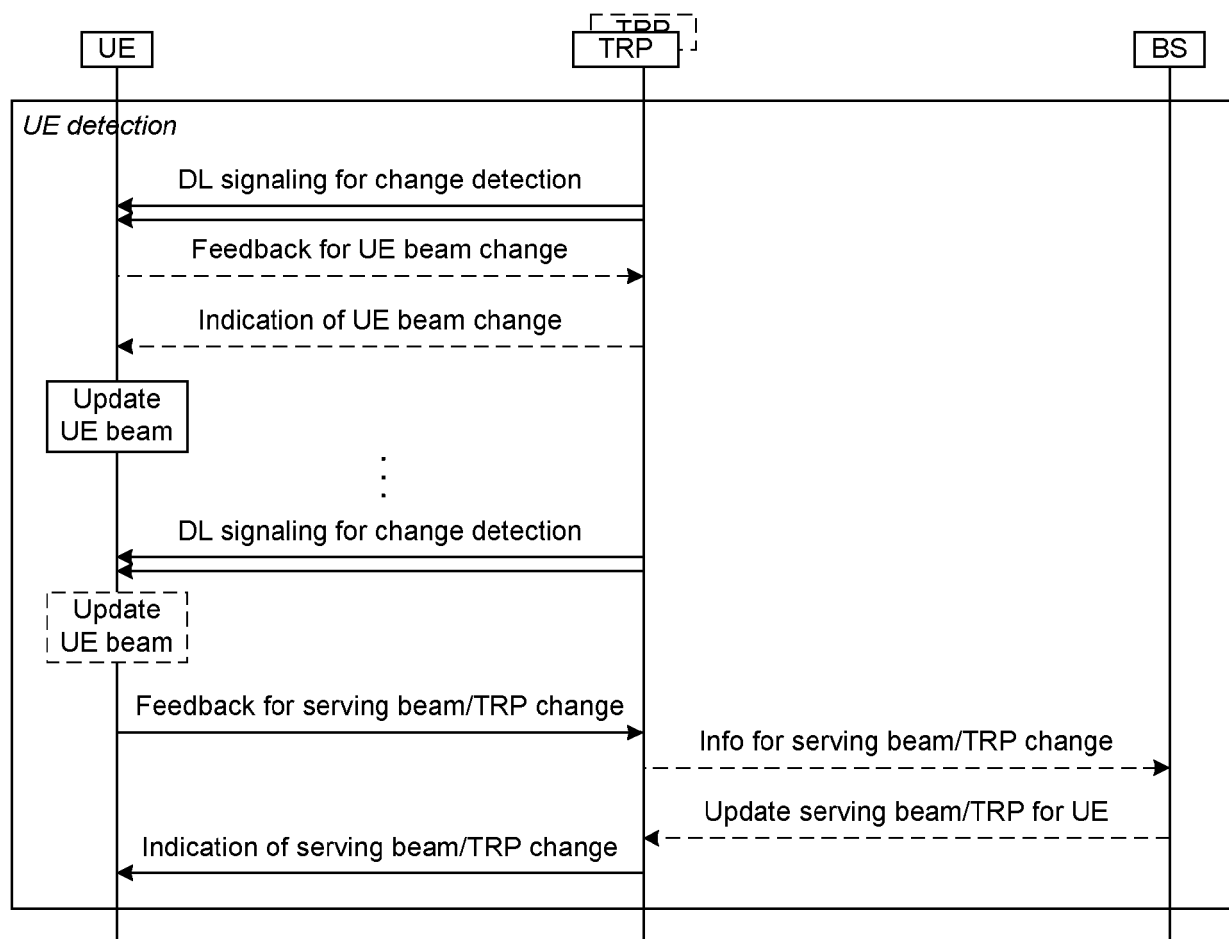 TRP
UE
TRP
BS
UE detection
DL signaling for change detection
Feedback for UE beam change
Indication of UE beam change
Update
UE beam
DL signaling for change detection
Update
UE beam
Feedback for serving beam/TRP change
Info for serving beam/TRP change
Update serving beam/TRP for UE
Indication of serving beam/TRP change